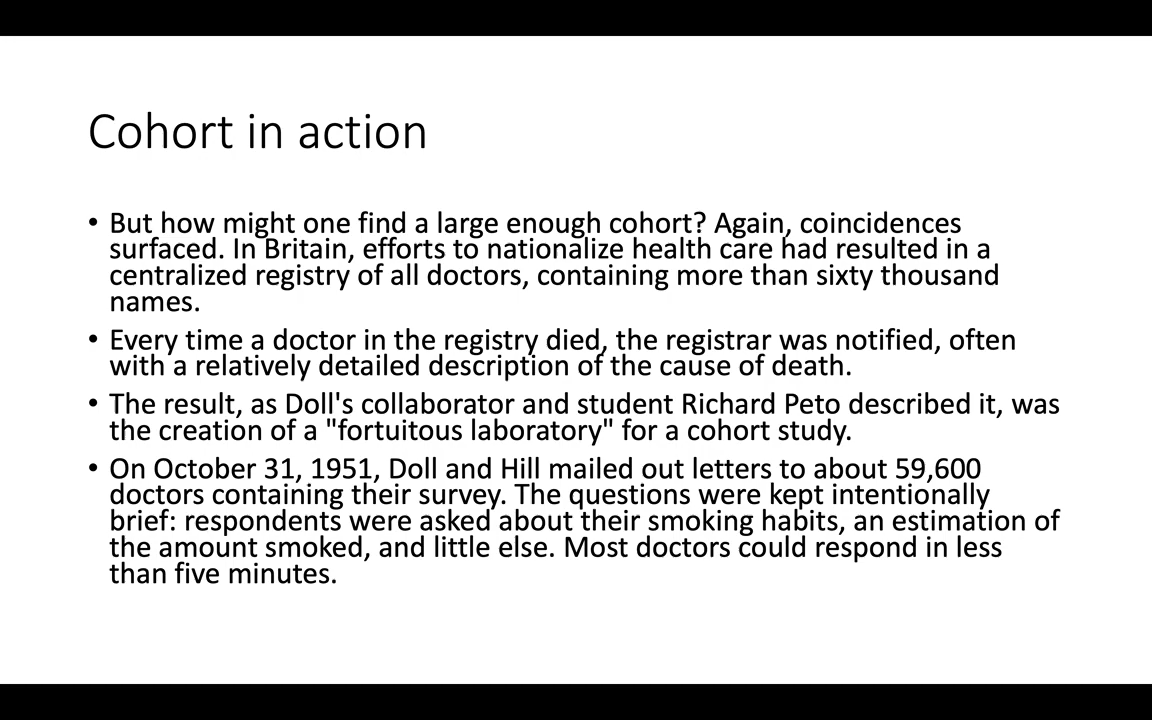 Cohort in action
• But how might one find a large enough cohort? Again, coincidences
surfaced. In Britain, efforts to nationalize health care had resulted in a
centralized registry of all doctors, containing more than sixty thousand
names.
• Every time a doctor in the registry died, the registrar was notified, often
with a relatively detailed description of the cause of death.
• The result, as Doll's collaborator and student Richard Peto described it, was
the creation of a "fortuitous laboratory" for a cohort study.
• On October 31, 1951, Doll and Hill mailed out letters to about 59,600
doctors containing their survey. The questions were kept intentionally
brief: respondents were asked about their smoking habits, an estimation of
the amount smoked, and little else. Most doctors could respond in less
than five minutes.